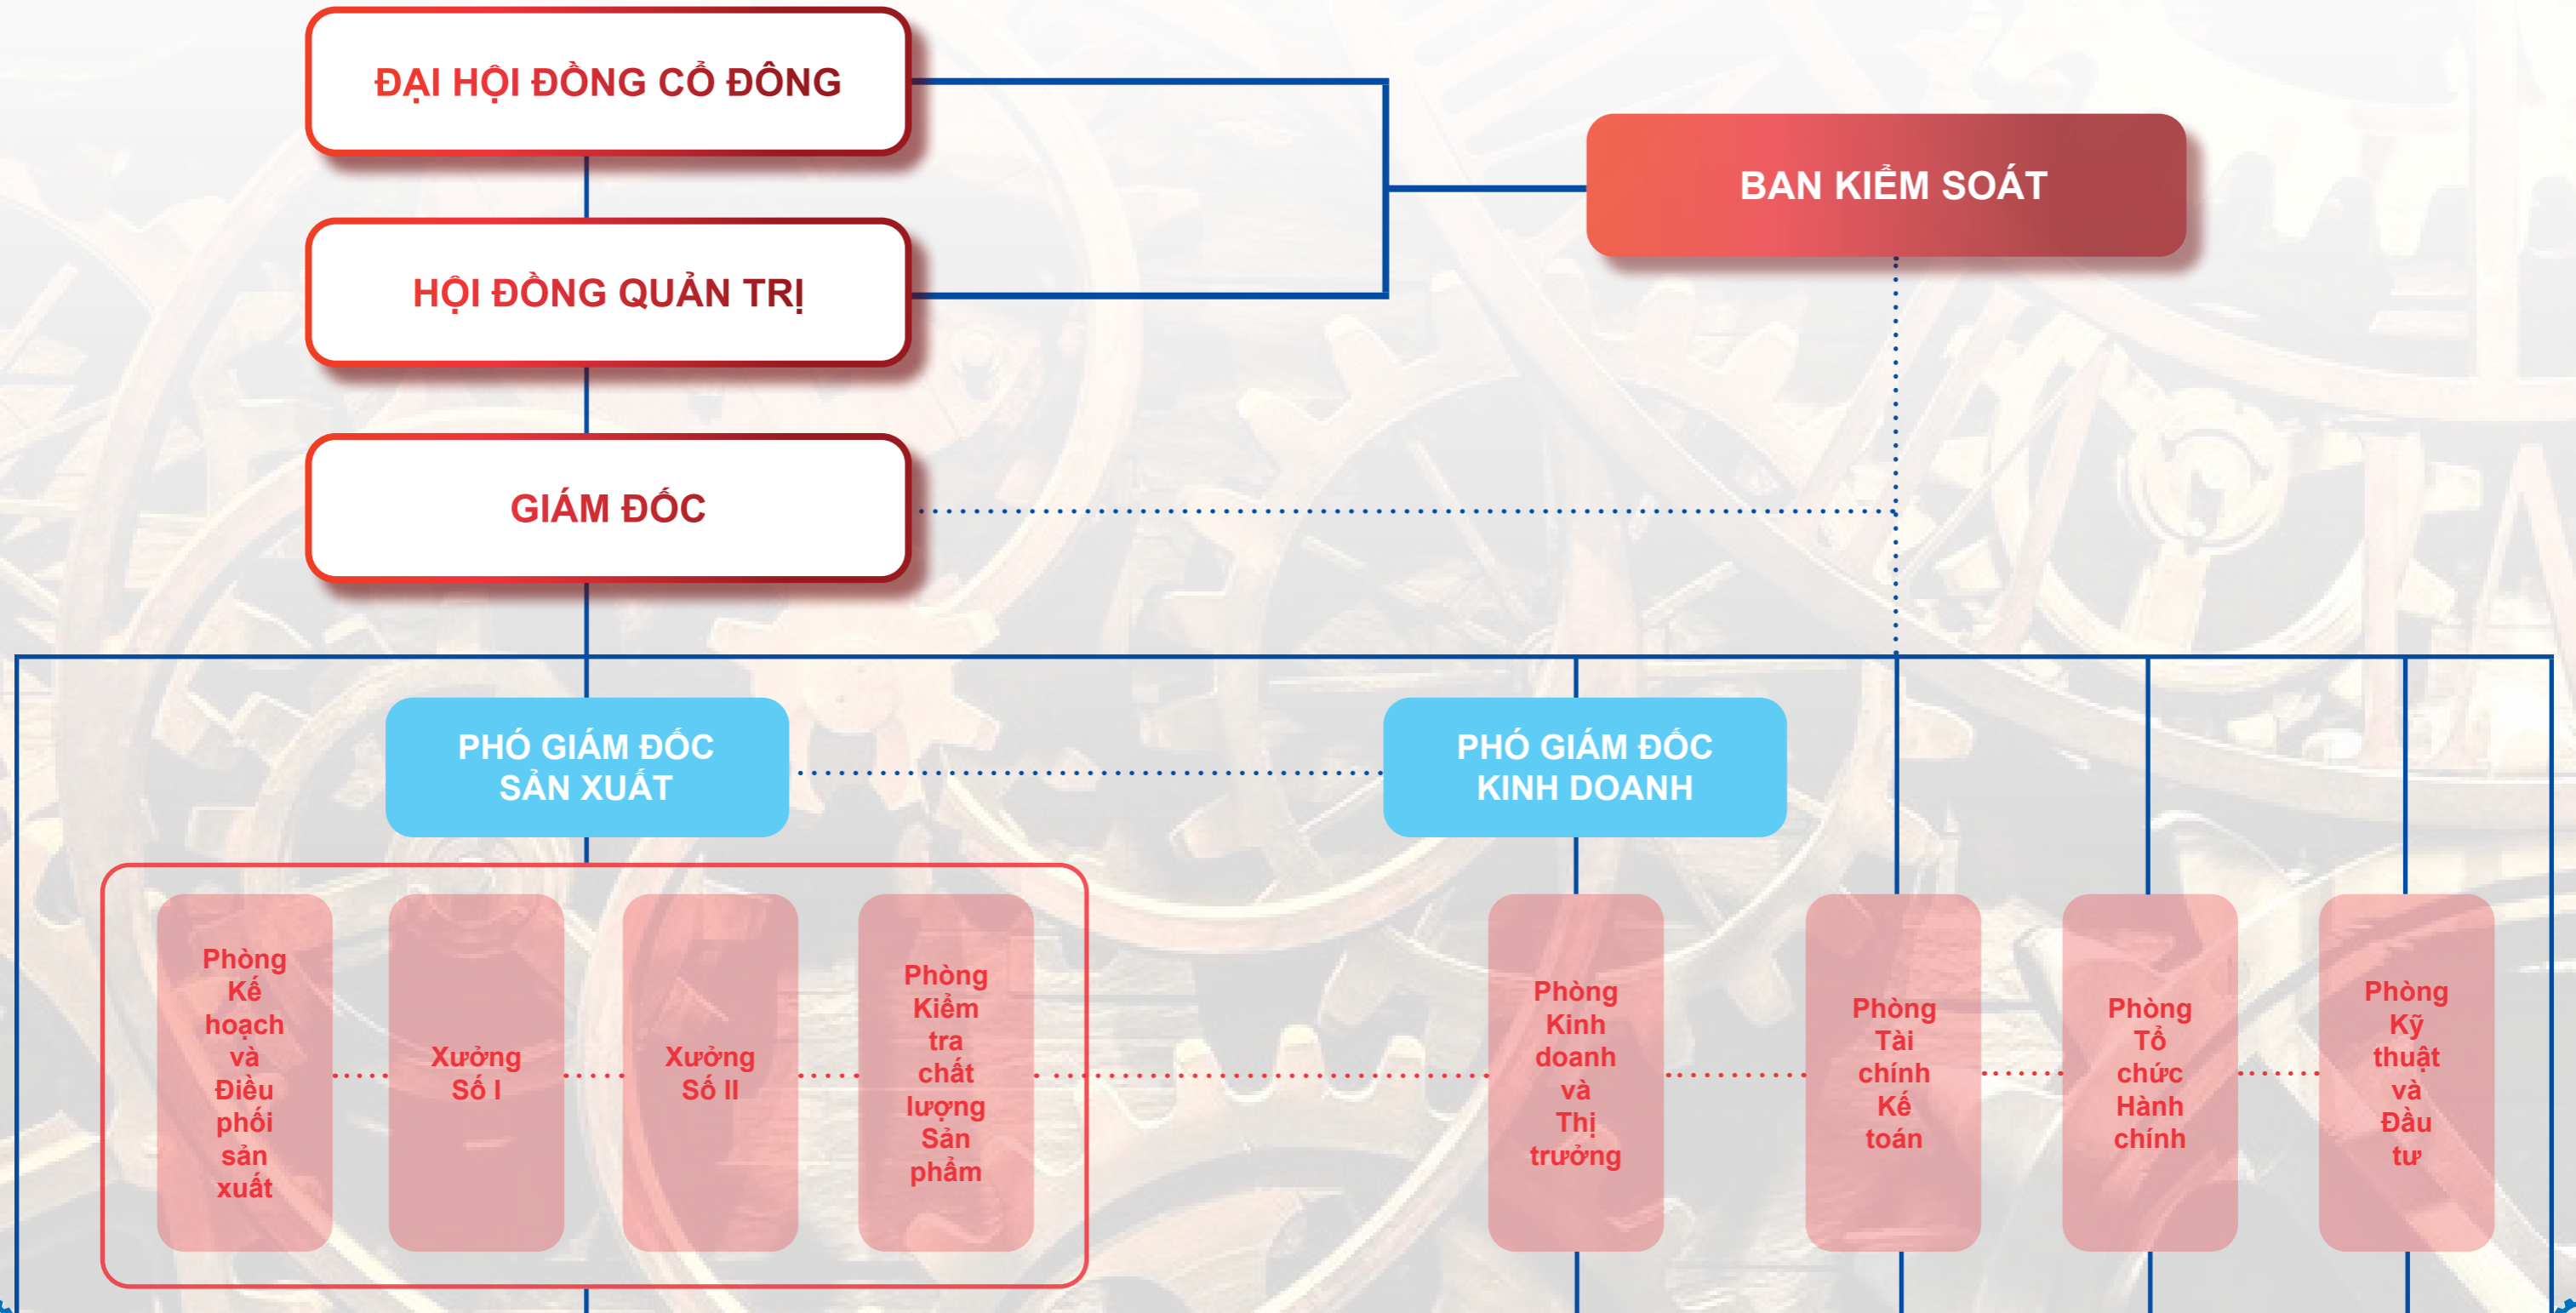 ĐẠI HỘI ĐỒNG CỔ ĐÔNG
BAN KIỂM SOÁT
HỘI ĐỒNG QUẢN TRỊ
GIÁM ĐỐC
PHÓ GIÁM ĐỐC
SẢN XUẤT
PHÓ GIÁM ĐỐC
KINH DOANH
Phòng
Kế
hoạch
và
Điều
phối
sản
xuất
Xưởng
Số I
Xưởng
Số II
Phòng
Kiểm
tra
chất
lượng
Sản
phẩm
Phòng
Kinh
doanh
và
Thị
trưởng
Phòng
Tài
chính
Kế
toán
Phòng
Tổ
chức
Hành
chính
Phòng
Kỹ
thuật
và
Đầu
tư